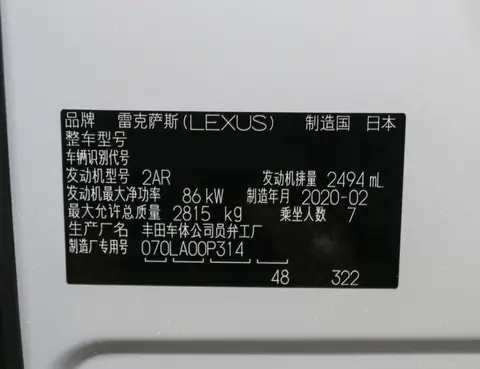 品牌 雷克萨斯(LEXUS) 制造国 日本
整车型号
车辆识别代号
发动机型号 2AR 发动机排量 2494 mL
发动机最大净功率 86 kW 制造年月 2020-02
最大允许总质量 2815 kg 乘坐人数 7
生产厂名 丰田车体公司员弁工厂
制造厂专用号 070LA00P314
48 322